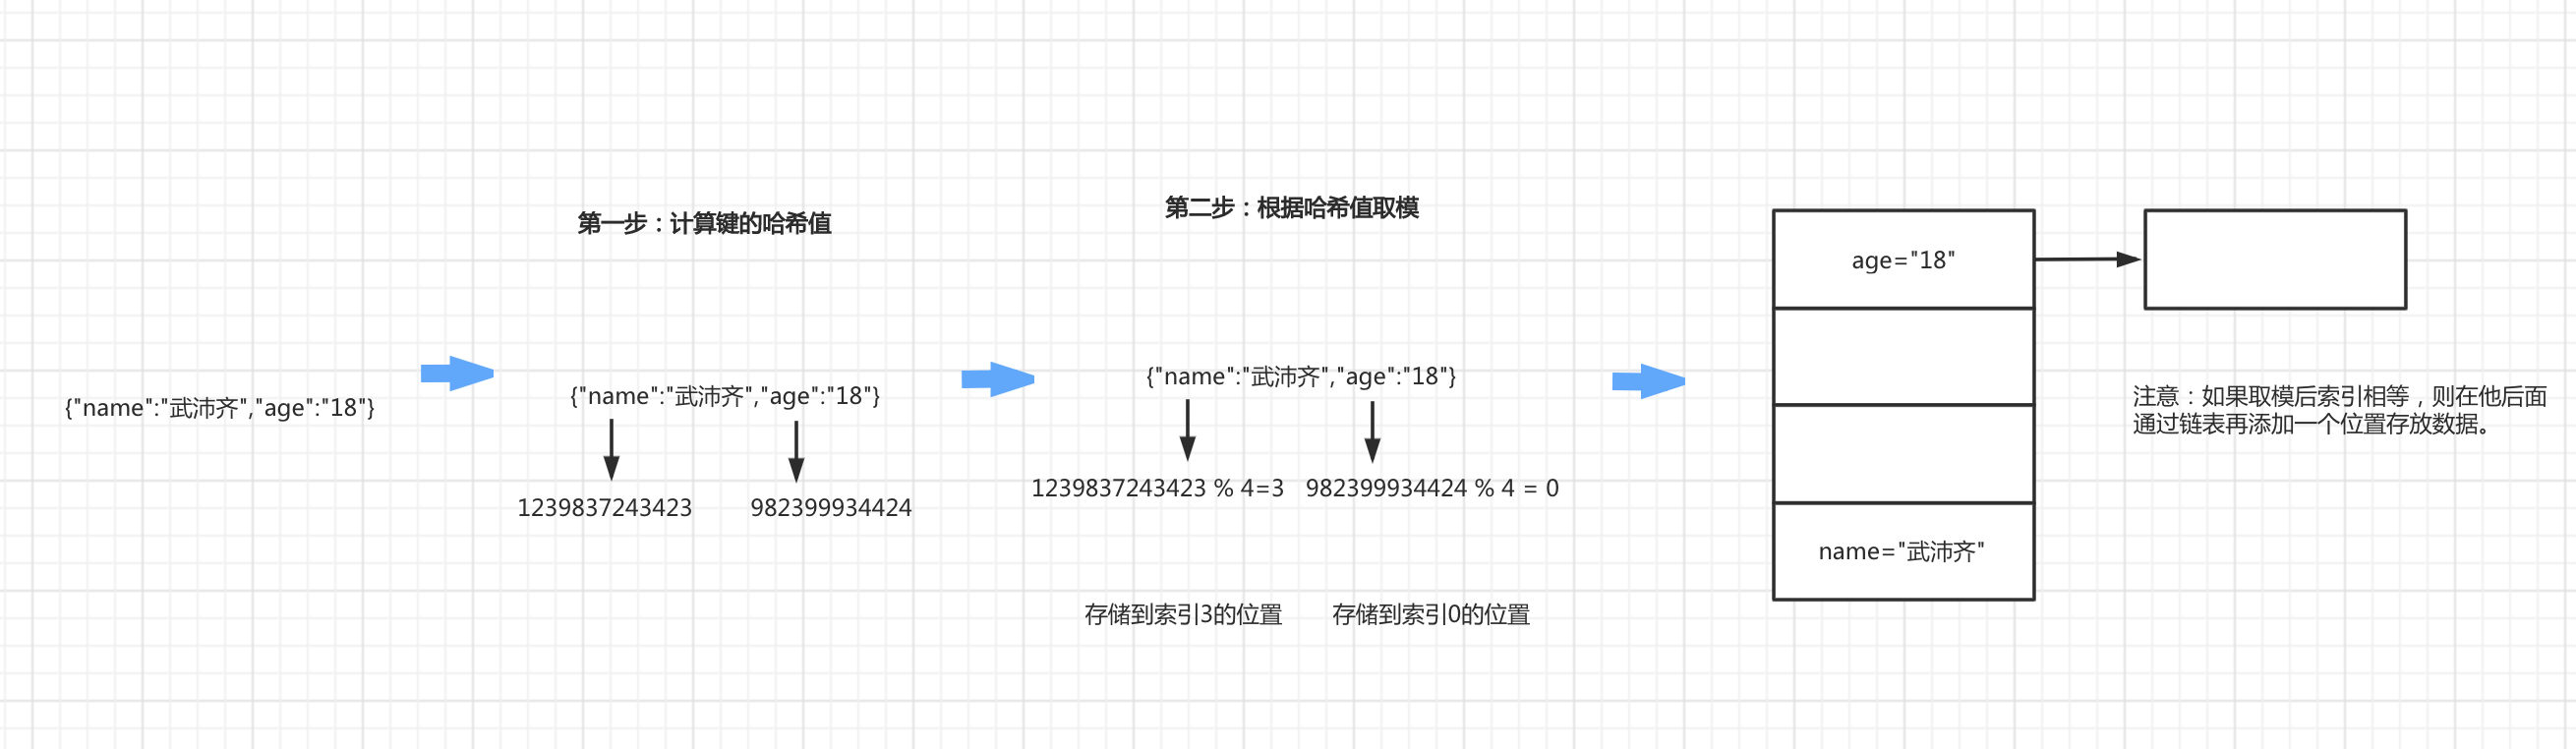 {"name":"武沛齐","age":"18"}
第一步：计算键的哈希值
{"name":"武沛齐","age":"18"}
1239837243423
982399934424
第二步：根据哈希值取模
{"name":"武沛齐","age":"18"}
1239837243423 % 4=3
982399934424 % 4 = 0
存储到索引3的位置
存储到索引0的位置
age="18"
name="武沛齐"
注意：如果取模后索引相等，则在他后面
通过链表再添加一个位置存放数据。